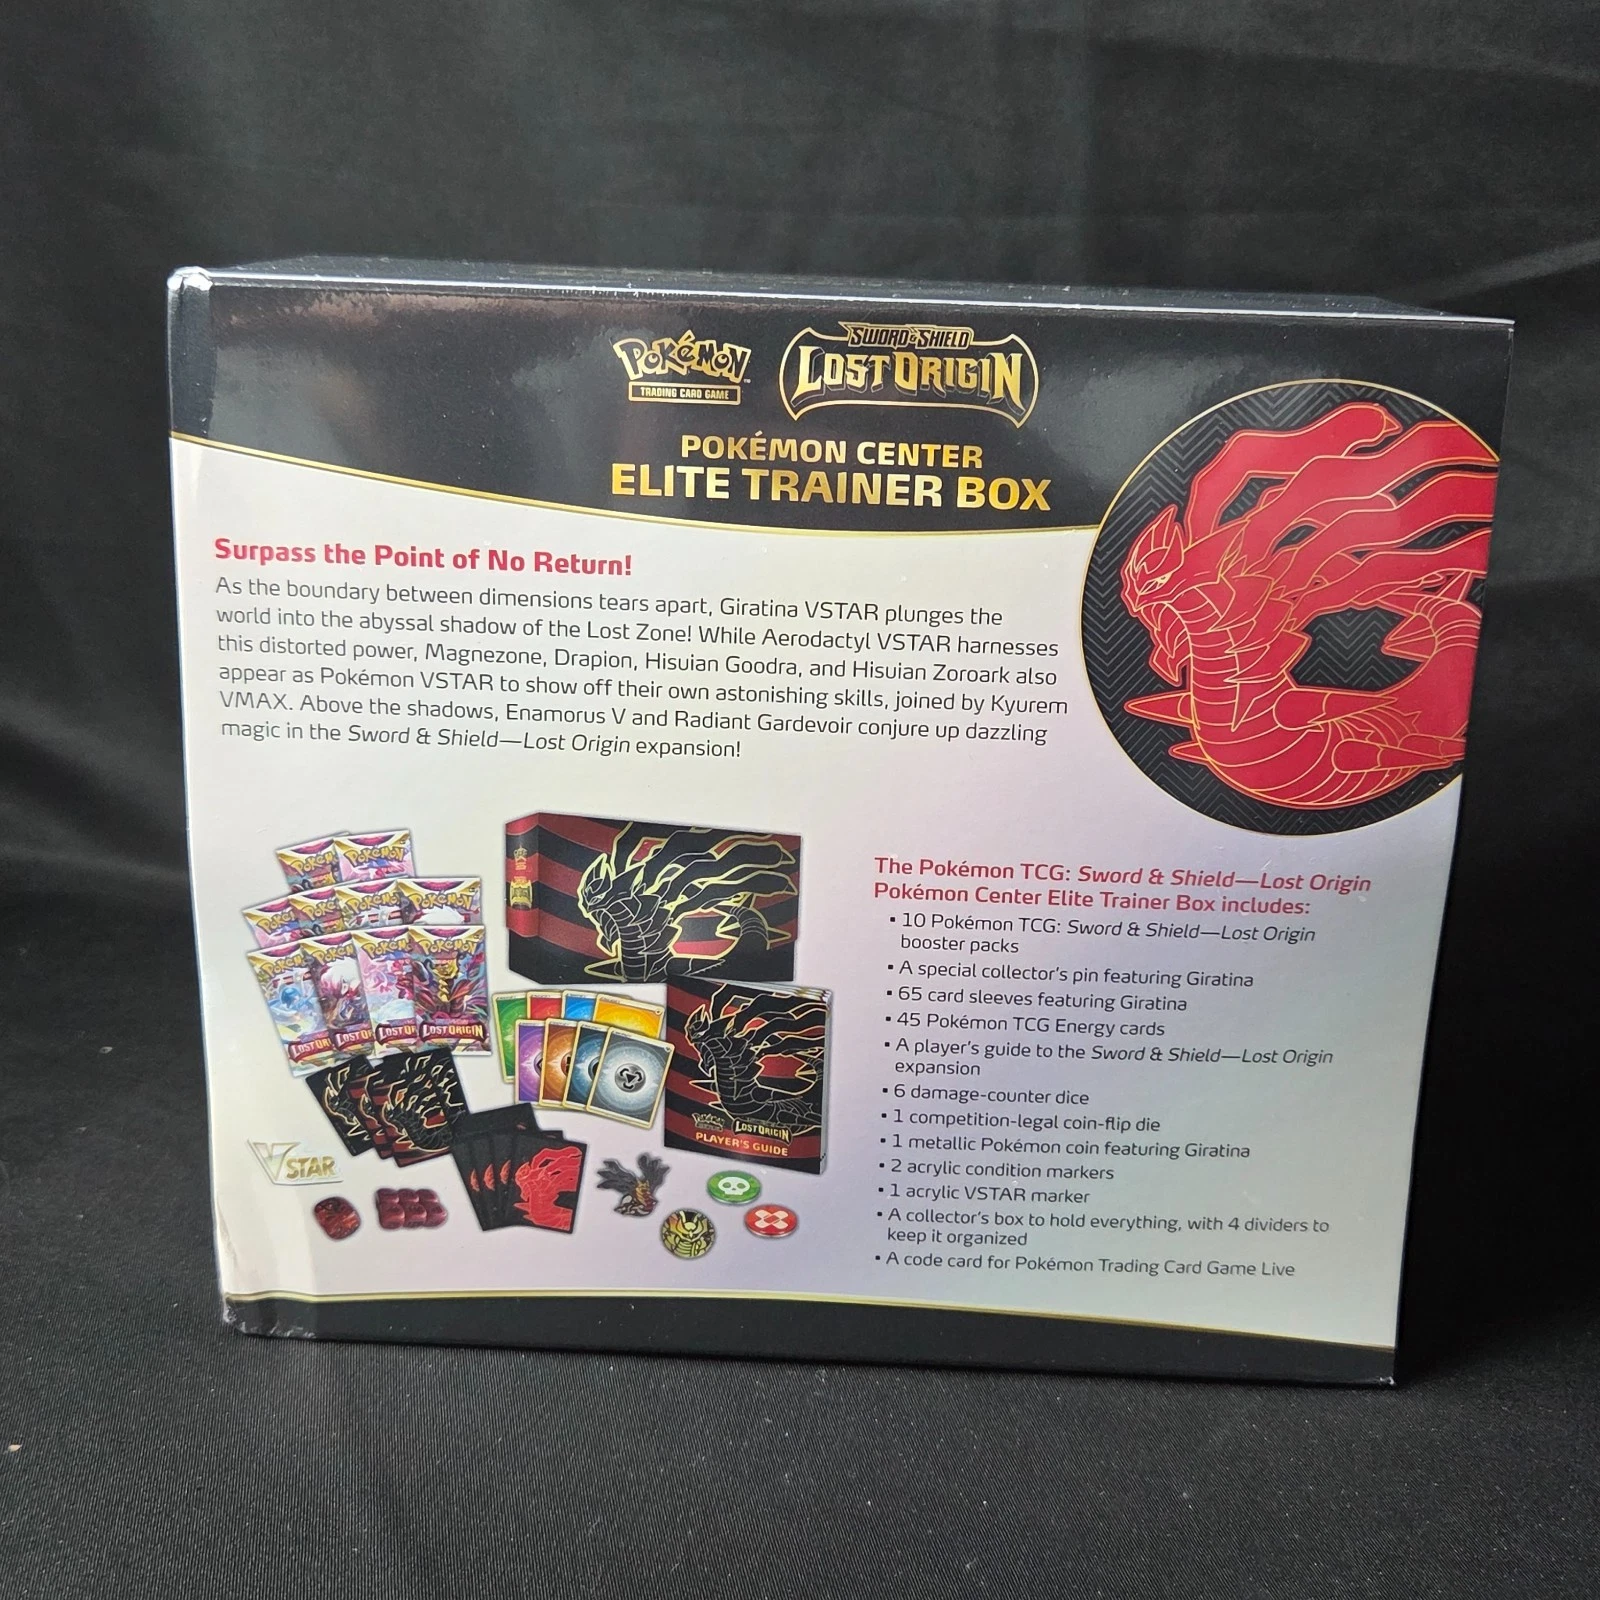 POKéMON
TRADING CARD GAME
SWORD & SHIELD
LOST ORIGIN
POKÉMON CENTER
ELITE TRAINER BOX
Surpass the Point of No Return!
As the boundary between dimensions tears apart, Giratina VSTAR plunges the
world into the abyssal shadow of the Lost Zone! While Aerodactyl VSTAR harnesses
this distorted power, Magnezone, Drapion, Hisuian Goodra, and Hisuian Zoroark also
appear as Pokémon VSTAR to show off their own astonishing skills, joined by Kyurem
VMAX. Above the shadows, Enamorus V and Radiant Gardevoir conjure up dazzling
magic in the Sword & Shield—Lost Origin expansion!
The Pokémon TCG: Sword & Shield—Lost Origin
Pokémon Center Elite Trainer Box includes:
▪ 10 Pokémon TCG: Sword & Shield—Lost Origin
booster packs
▪ A special collector's pin featuring Giratina
▪ 65 card sleeves featuring Giratina
▪ 45 Pokémon TCG Energy cards
▪ A player's guide to the Sword & Shield—Lost Origin
expansion
▪ 6 damage-counter dice
▪ 1 competition-legal coin-flip die
▪ 1 metallic Pokémon coin featuring Giratina
▪ 2 acrylic condition markers
▪ 1 acrylic VSTAR marker
▪ A collector's box to hold everything, with 4 dividers to
keep it organized
▪ A code card for Pokémon Trading Card Game Live
POKéMON
LOST ORIGIN
LOST ORIGIN
PLAYER'S GUIDE
VSTAR